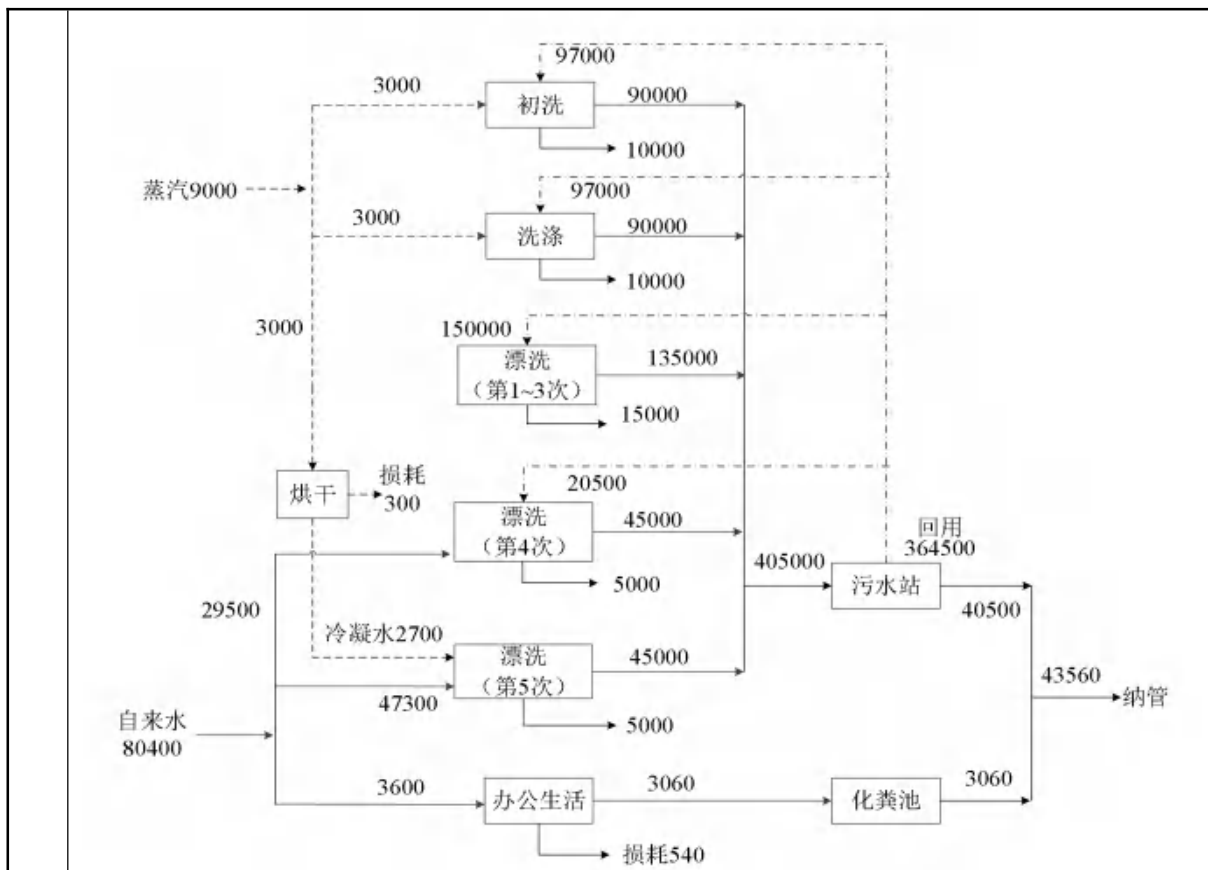 97000
3000
初洗
90000
10000
蒸汽9000
97000
3000
洗涤
90000
10000
3000
150000
漂洗
（第1~3次）
135000
15000
烘干
损耗
300
20500
漂洗
（第4次）
45000
5000
回用
364500
405000
污水站
40500
29500
冷凝水2700
漂洗
（第5次）
45000
47300
5000
43560
纳管
自来水
80400
3600
办公生活
3060
化粪池
3060
损耗540